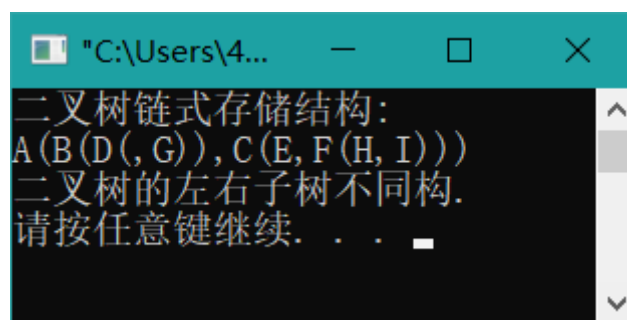 "C:\Users\4...
二叉树链式存储结构:
A(B(D(,G)),C(E,F(H,I)))
二叉树的左右子树不同构.
请按任意键继续. . .